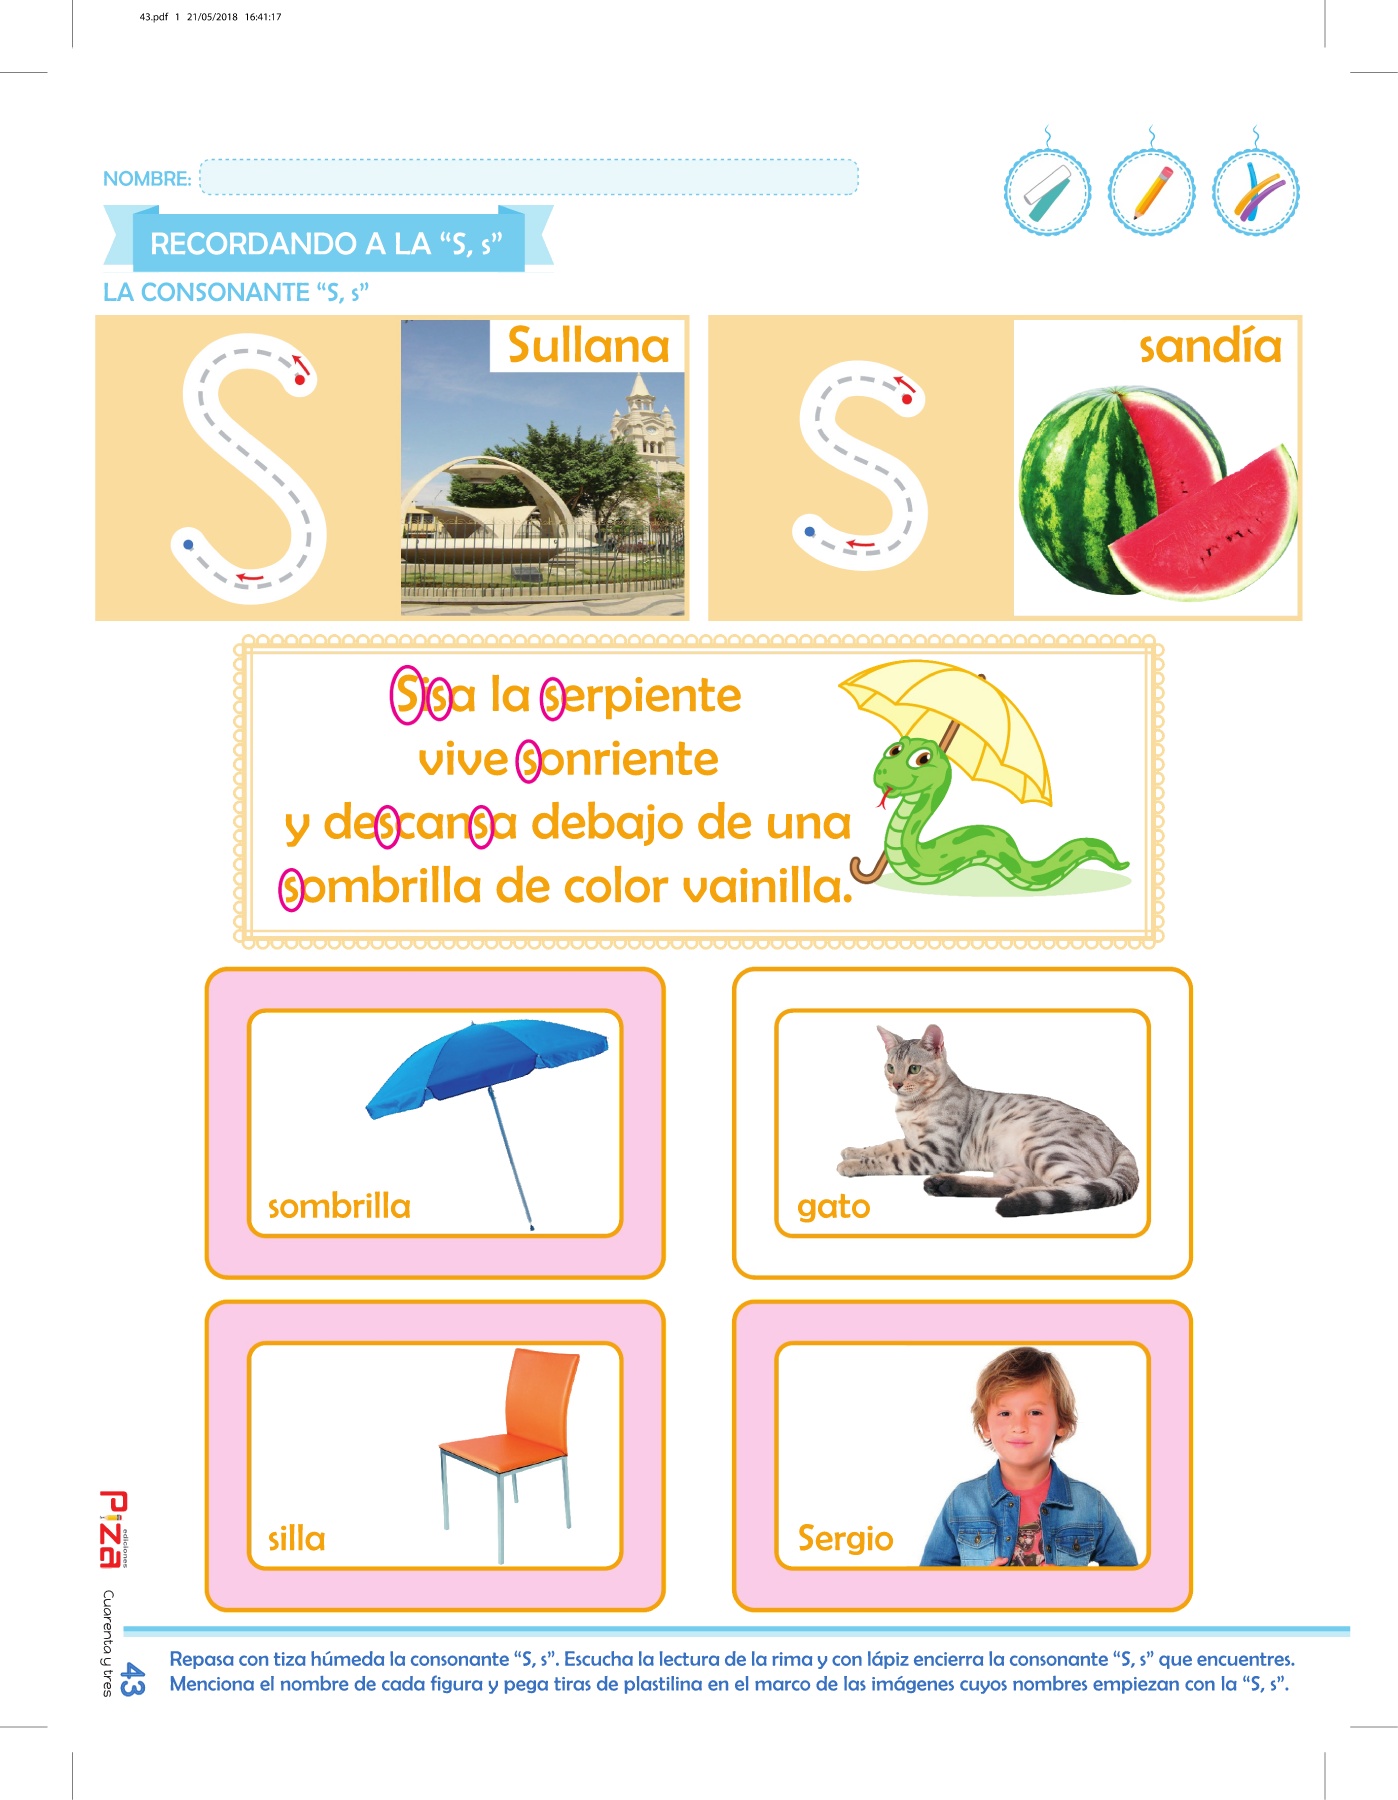 43.pdf 1 21/05/2018 16:41:17
NOMBRE:
RECORDANDO A LA “S, s”
LA CONSONANTE “S, s”
S
Sullana
s
sandía
Sisa la serpiente
vive sonriente
y descansa debajo de una
sombrilla de color vainilla.
sombrilla
gato
silla
Sergio
Piza
ediciones
Cuarenta y tres
43
Repasa con tiza húmeda la consonante “S, s”. Escucha la lectura de la rima y con lápiz encierra la consonante “S, s” que encuentres.
Menciona el nombre de cada figura y pega tiras de plastilina en el marco de las imágenes cuyos nombres empiezan con la “S, s”.